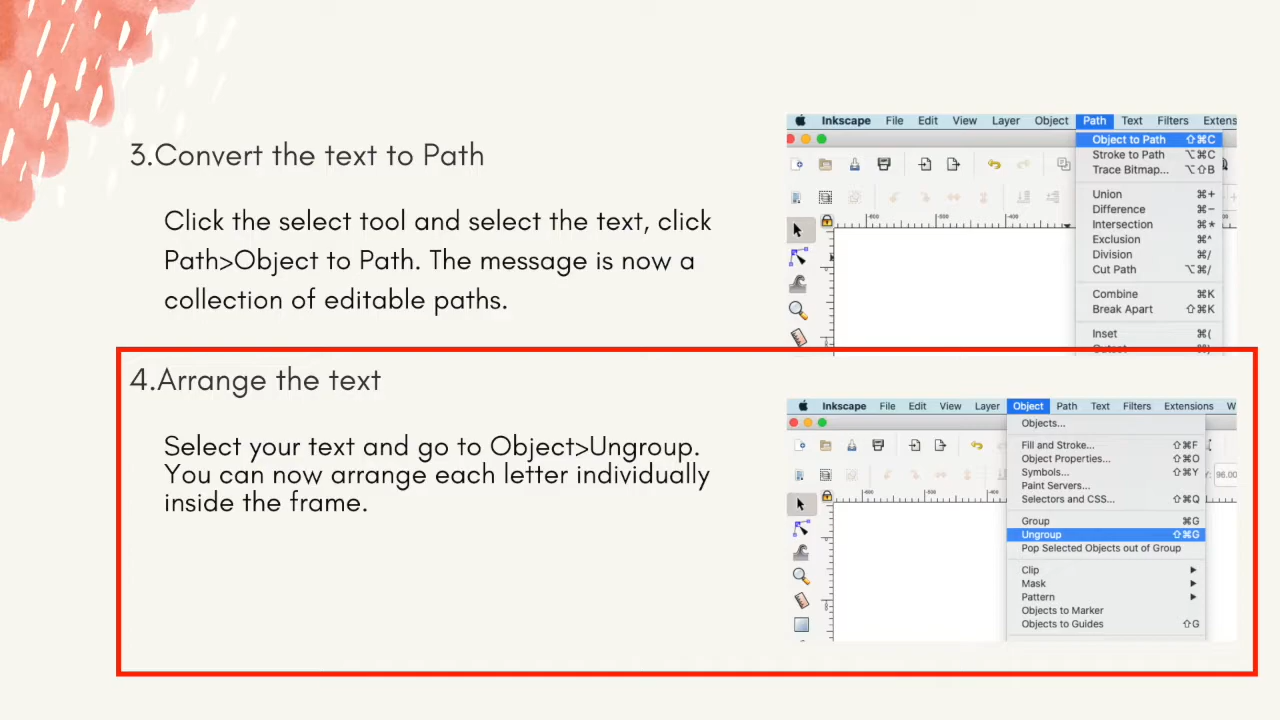 3.Convert the text to Path
Click the select tool and select the text, click
Path>Object to Path. The message is now a
collection of editable paths.
Inkscape File Edit View Layer Object Path Text Filters Extens
Object to Path ⇧⌘C
Stroke to Path ⌥⌘C
Trace Bitmap... ⌥⇧B
Union ⌘+
Difference ⌘−
Intersection ⌘*
Exclusion ⌘^
Division ⌘/
Cut Path ⌥⌘/
Combine ⌘K
Break Apart ⇧⌘K
Inset ⌘(
-600 -500 -400
4.Arrange the text
Select your text and go to Object>Ungroup.
You can now arrange each letter individually
inside the frame.
Inkscape File Edit View Layer Object Path Text Filters Extensions W
Objects...
Fill and Stroke... ⇧⌘F
Object Properties... ⇧⌘O
Symbols... ⇧⌘Y
Paint Servers...
Selectors and CSS... ⇧⌘Q
Y: 96.00
Group ⌘G
Ungroup ⇧⌘G
Pop Selected Objects out of Group
Clip
Mask
Pattern
Objects to Marker
Objects to Guides ⇧G